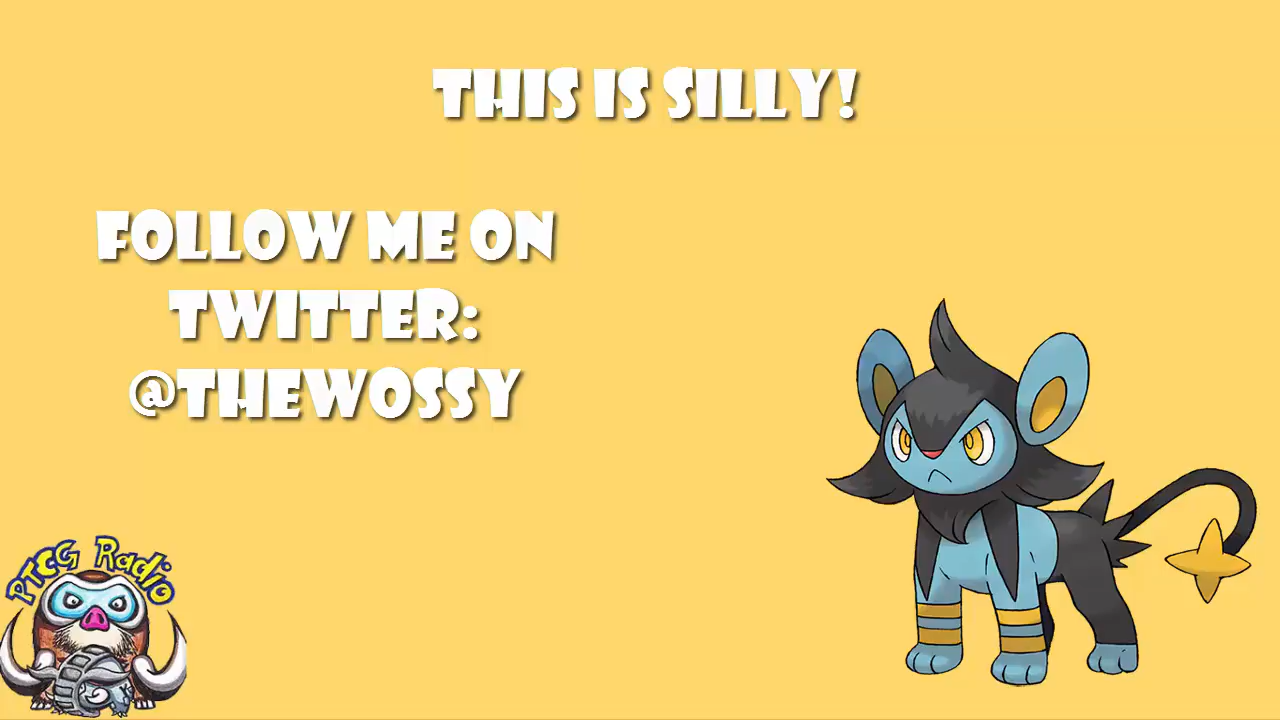 THIS IS SILLY!
FOLLOW ME ON
TWITTER:
@THEWOSSY
PTCG Radio